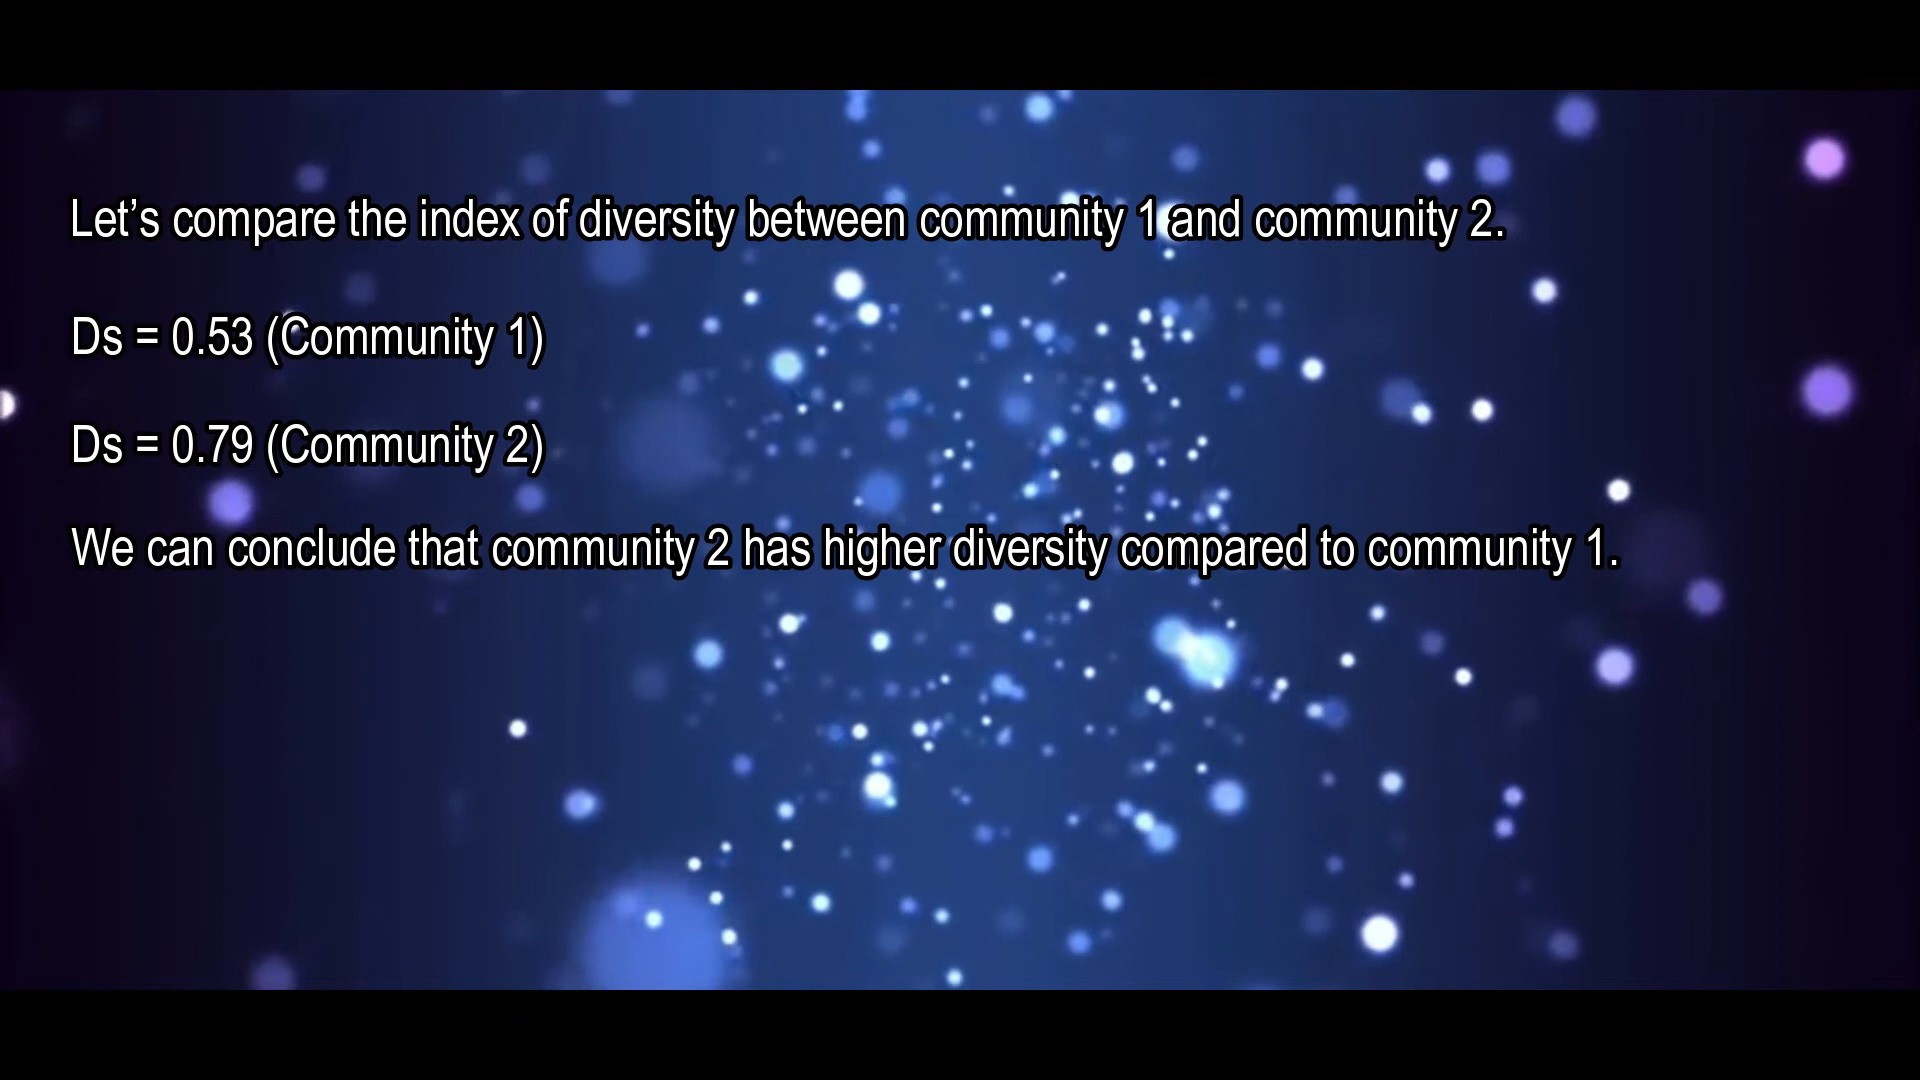 Let’s compare the index of diversity between community 1 and community 2.
Ds = 0.53 (Community 1)
Ds = 0.79 (Community 2)
We can conclude that community 2 has higher diversity compared to community 1.